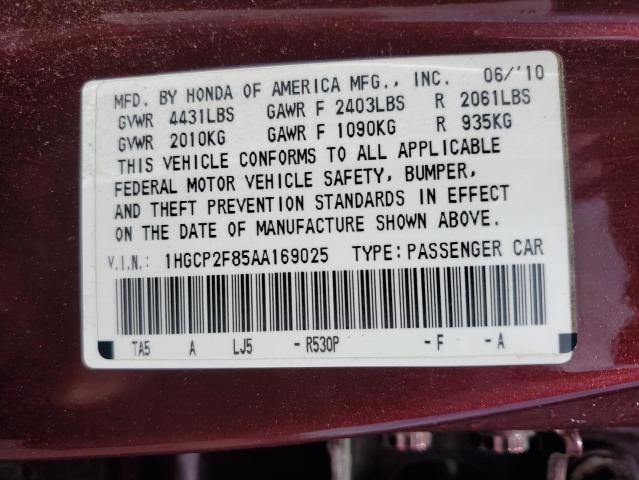 MFD. BY HONDA OF AMERICA MFG., INC. 06/'10
GVWR 4431LBS GAWR F 2403LBS R 2061LBS
GVWR 2010KG GAWR F 1090KG R 935KG
THIS VEHICLE CONFORMS TO ALL APPLICABLE
FEDERAL MOTOR VEHICLE SAFETY, BUMPER,
AND THEFT PREVENTION STANDARDS IN EFFECT
ON THE DATE OF MANUFACTURE SHOWN ABOVE.
V.I.N.: 1HGCP2F85AA169025 TYPE: PASSENGER CAR
TA5 A LJ5 -R530P -F -A